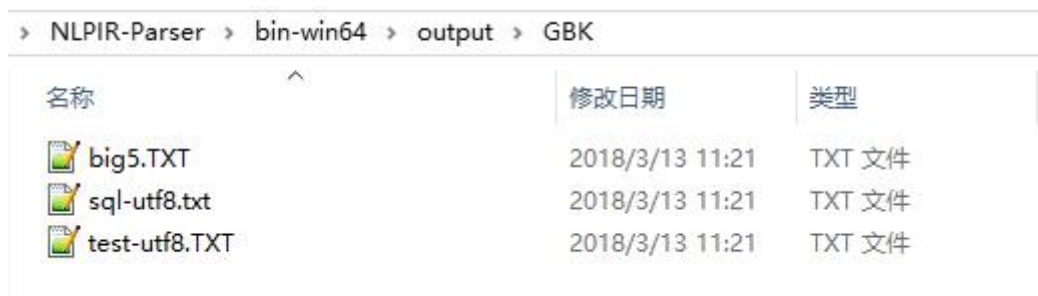 › NLPIR-Parser › bin-win64 › output › GBK
名称 修改日期 类型
big5.TXT 2018/3/13 11:21 TXT 文件
sql-utf8.txt 2018/3/13 11:21 TXT 文件
test-utf8.TXT 2018/3/13 11:21 TXT 文件